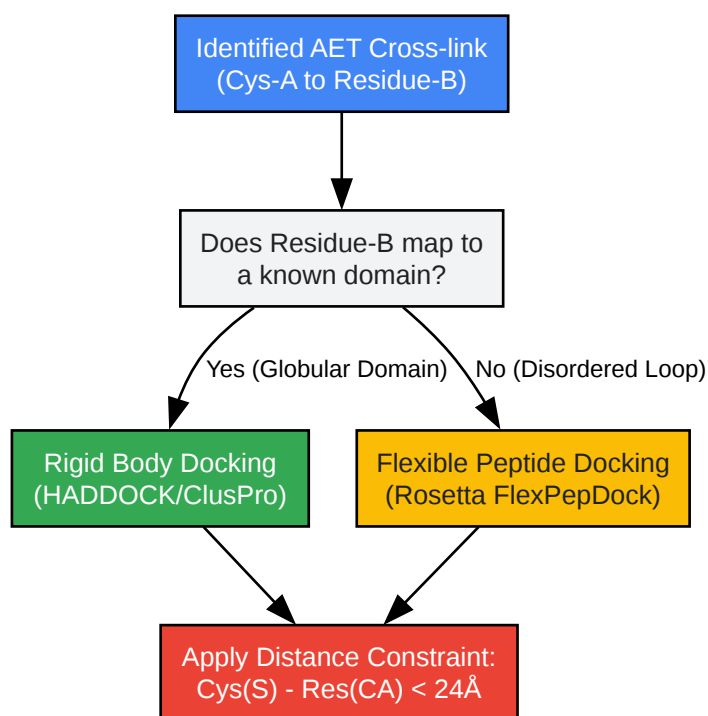 Identified AET Cross-link
(Cys-A to Residue-B)
Does Residue-B map to
a known domain?
Yes (Globular Domain)
No (Disordered Loop)
Rigid Body Docking
(HADDOCK/ClusPro)
Flexible Peptide Docking
(Rosetta FlexPepDock)
Apply Distance Constraint:
Cys(S) - Res(CA) < 24Å